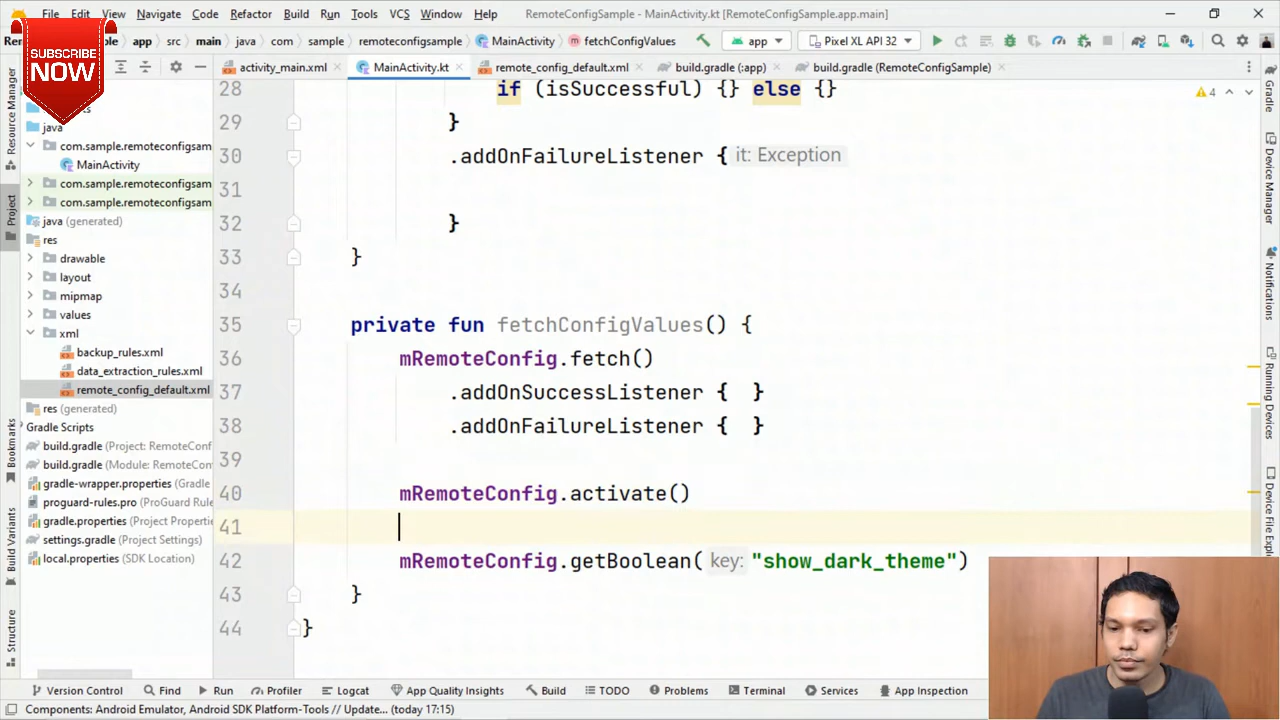 File Edit View Navigate Code Refactor Build Run Tools VCS Window Help RemoteConfigSample - MainActivity.kt [RemoteConfigSample.app.main]
app src main java com sample remoteconfigsample MainActivity fetchConfigValues app Pixel XL API 32
SUBSCRIBE
NOW
activity_main.xml MainActivity.kt remote_config_default.xml build.gradle (:app) build.gradle (RemoteConfigSample)
Resource Manager
Project
Bookmarks
Build Variants
Structure
java
com.sample.remoteconfigsam
MainActivity
com.sample.remoteconfigsam
com.sample.remoteconfigsam
java (generated)
res
drawable
layout
mipmap
values
xml
backup_rules.xml
data_extraction_rules.xml
remote_config_default.xml
res (generated)
Gradle Scripts
build.gradle (Project: RemoteConf
build.gradle (Module: RemoteCon
gradle-wrapper.properties (Gradle
proguard-rules.pro (ProGuard Rule
gradle.properties (Project Properti
settings.gradle (Project Settings)
local.properties (SDK Location)
28 if (isSuccessful) {} else {}
29 }
30 .addOnFailureListener { it: Exception
31
32 }
33 }
34
35 private fun fetchConfigValues() {
36 mRemoteConfig.fetch()
37 .addOnSuccessListener { }
38 .addOnFailureListener { }
39
40 mRemoteConfig.activate()
41
42 mRemoteConfig.getBoolean( key: "show_dark_theme")
43 }
44 }
4
Gradle
Device Manager
Notifications
Running Devices
Device File Explorer
Version Control Find Run Profiler Logcat App Quality Insights Build TODO Problems Terminal Services App Inspection
Components: Android Emulator, Android SDK Platform-Tools // Update... (today 17:15)